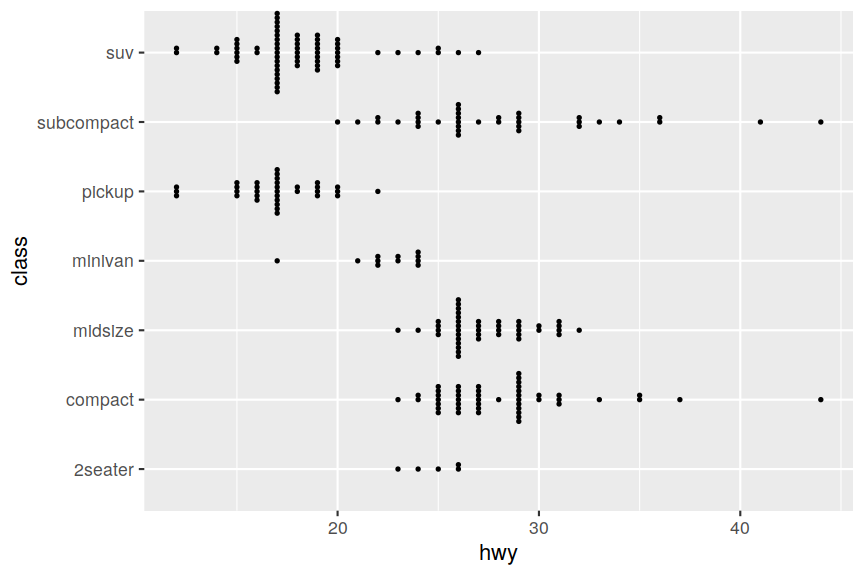 suv
subcompact
pickup
minivan
midsize
compact
2seater
class
20 30 40
hwy